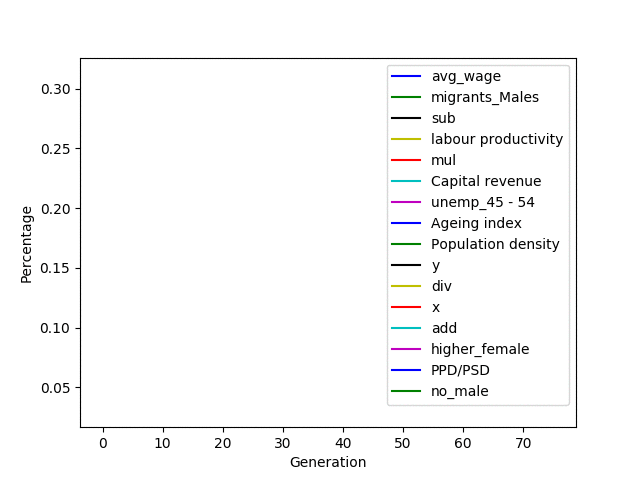 0.30
0.25
0.20
0.15
0.10
0.05
Percentage
0 10 20 30 40 50 60 70
Generation
avg_wage
migrants_Males
sub
labour productivity
mul
Capital revenue
unemp_45 - 54
Ageing index
Population density
y
div
x
add
higher_female
PPD/PSD
no_male